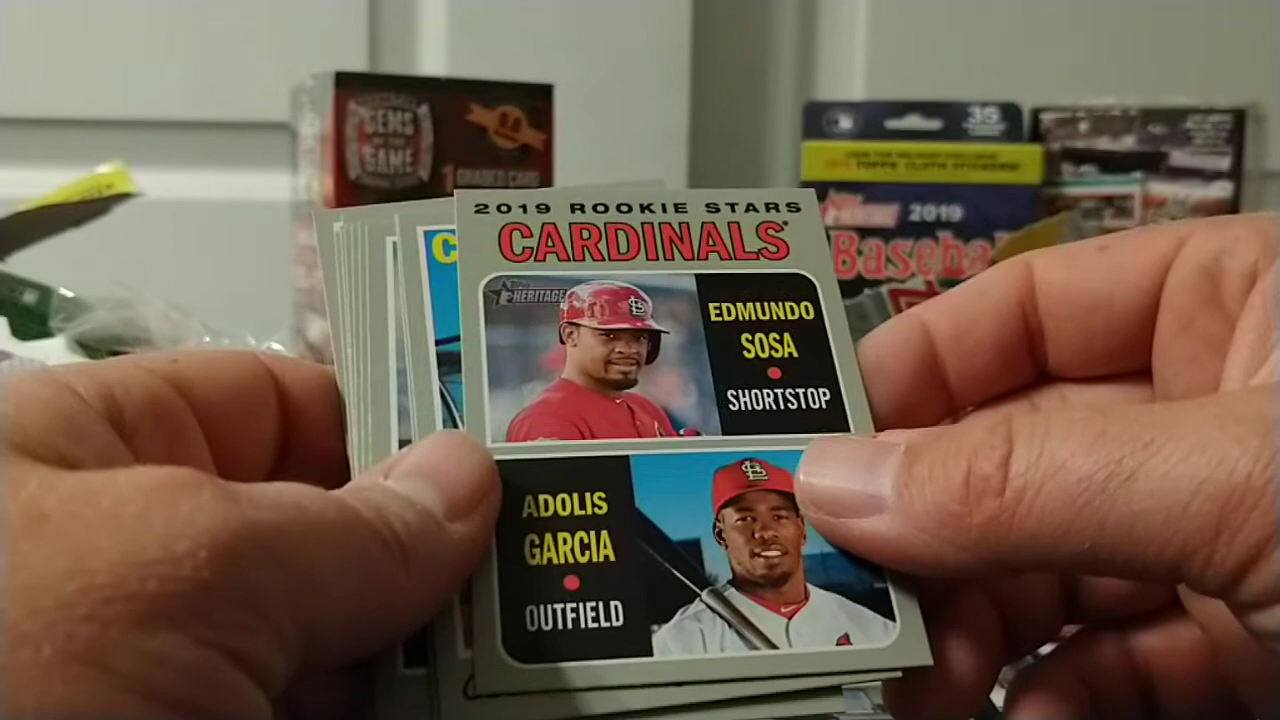 GEMS
OF THE
GAME
1 GRADED CARD
35
2019
Baseba
C
2019 ROOKIE STARS
CARDINALS
TOPPS
HERITAGE
EDMUNDO
SOSA
SHORTSTOP
ADOLIS
GARCIA
OUTFIELD